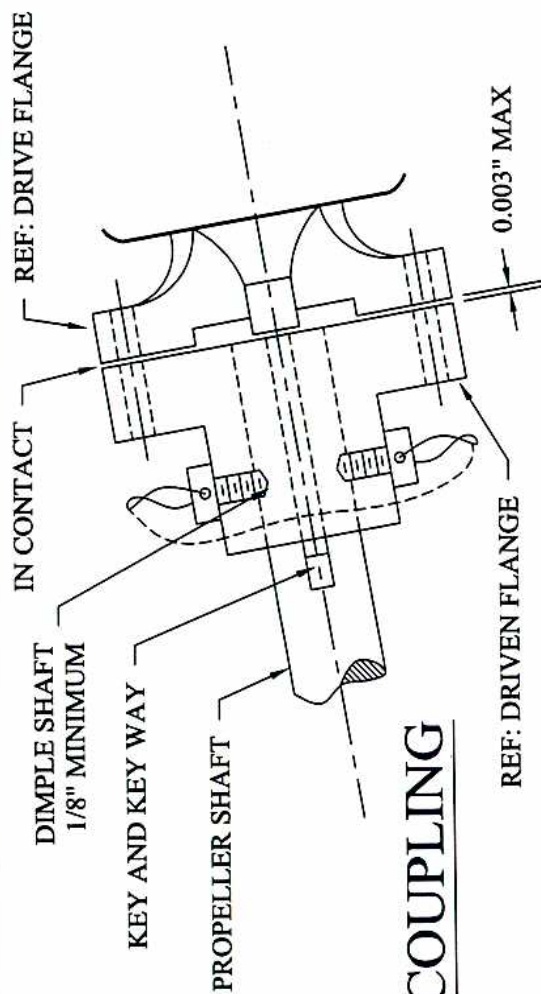 IN CONTACT
REF: DRIVE FLANGE
DIMPLE SHAFT
1/8" MINIMUM
KEY AND KEY WAY
PROPELLER SHAFT
0.003" MAX
REF: DRIVEN FLANGE
COUPLING